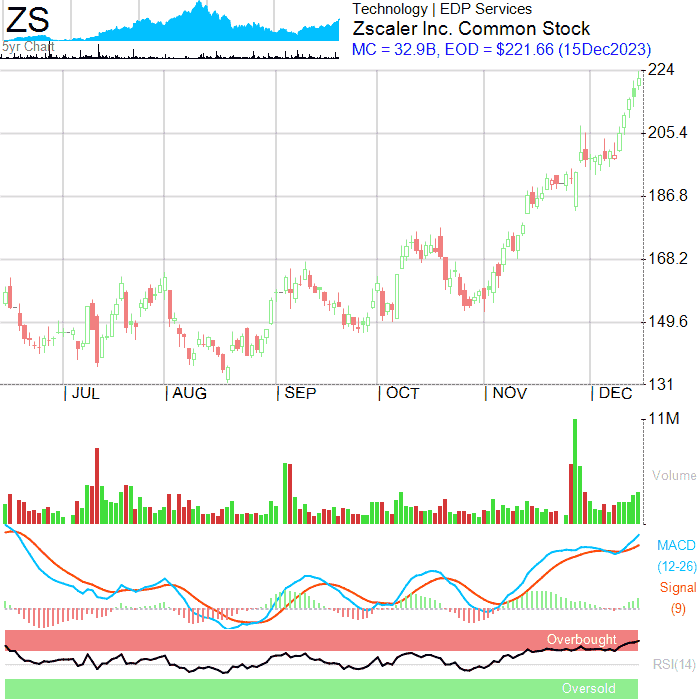 ZS
5yr Chart
Technology | EDP Services
Zscaler Inc. Common Stock
MC = 32.9B, EOD = $221.66 (15Dec2023)
224
205.4
186.8
168.2
149.6
131
JUL AUG SEP OCT NOV DEC
11M
Volume
MACD
(12-26)
Signal
(9)
Overbought
RSI(14)
Oversold